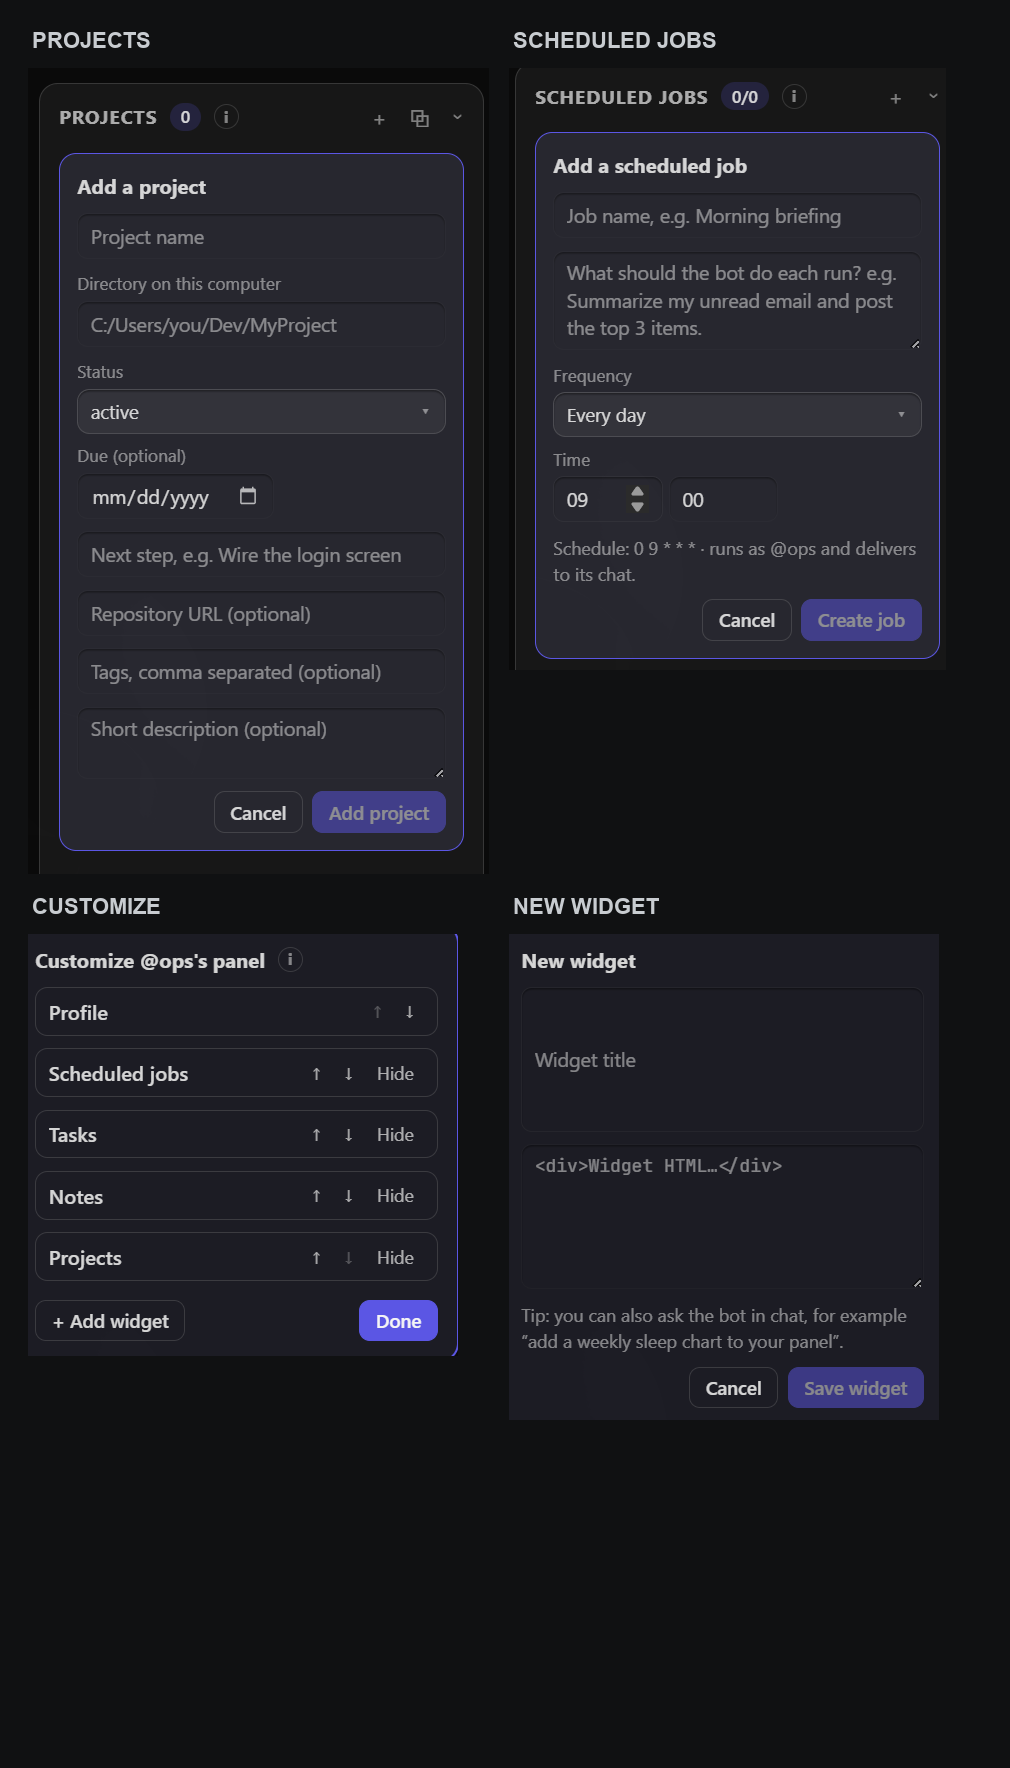 PROJECTS
PROJECTS 0 i +
Add a project
Project name
Directory on this computer
C:/Users/you/Dev/MyProject
Status
active
Due (optional)
mm/dd/yyyy
Next step, e.g. Wire the login screen
Repository URL (optional)
Tags, comma separated (optional)
Short description (optional)
Cancel Add project
SCHEDULED JOBS
SCHEDULED JOBS 0/0 i +
Add a scheduled job
Job name, e.g. Morning briefing
What should the bot do each run? e.g.
Summarize my unread email and post
the top 3 items.
Frequency
Every day
Time
09 00
Schedule: 0 9 * * * · runs as @ops and delivers
to its chat.
Cancel Create job
CUSTOMIZE
Customize @ops's panel i
Profile ↑ ↓
Scheduled jobs ↑ ↓ Hide
Tasks ↑ ↓ Hide
Notes ↑ ↓ Hide
Projects ↑ ↓ Hide
+ Add widget Done
NEW WIDGET
New widget
Widget title
<div>Widget HTML…</div>
Tip: you can also ask the bot in chat, for example
“add a weekly sleep chart to your panel”.
Cancel Save widget